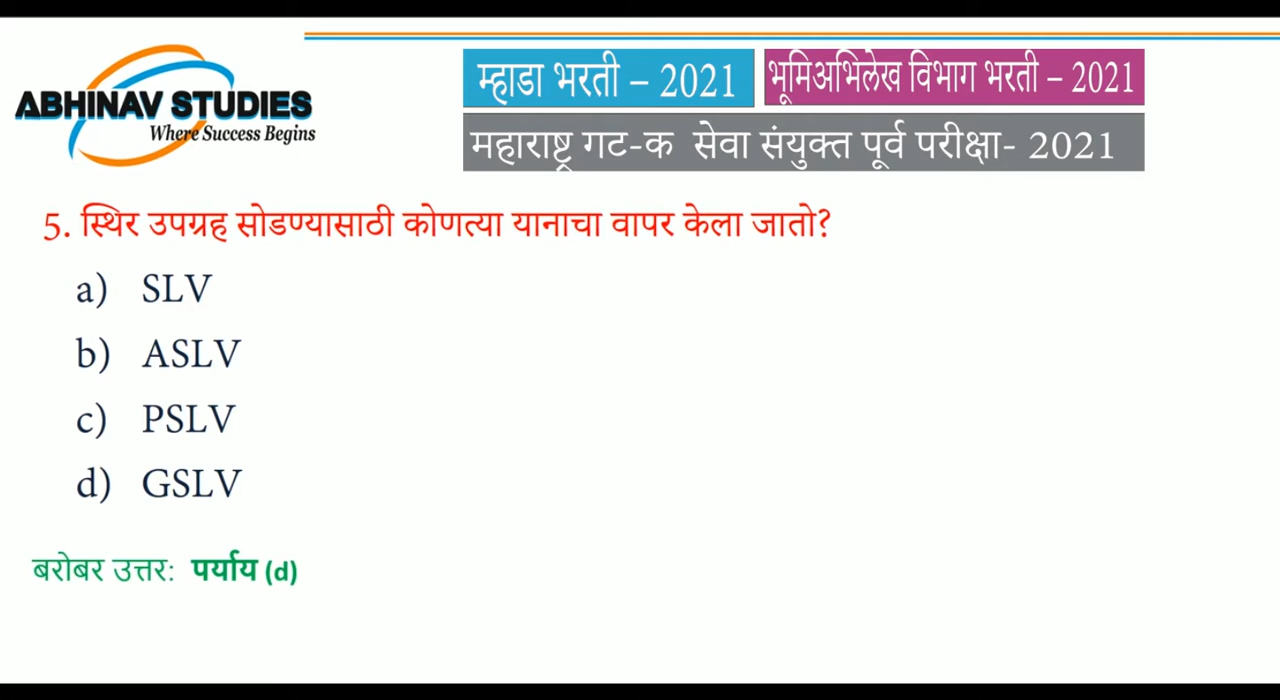 ABHINAV STUDIES
Where Success Begins
म्हाडा भरती – 2021
भूमिअभिलेख विभाग भरती – 2021
महाराष्ट्र गट-क सेवा संयुक्त पूर्व परीक्षा- 2021
5. स्थिर उपग्रह सोडण्यासाठी कोणत्या यानाचा वापर केला जातो?
a) SLV
b) ASLV
c) PSLV
d) GSLV
बरोबर उत्तर: पर्याय (d)